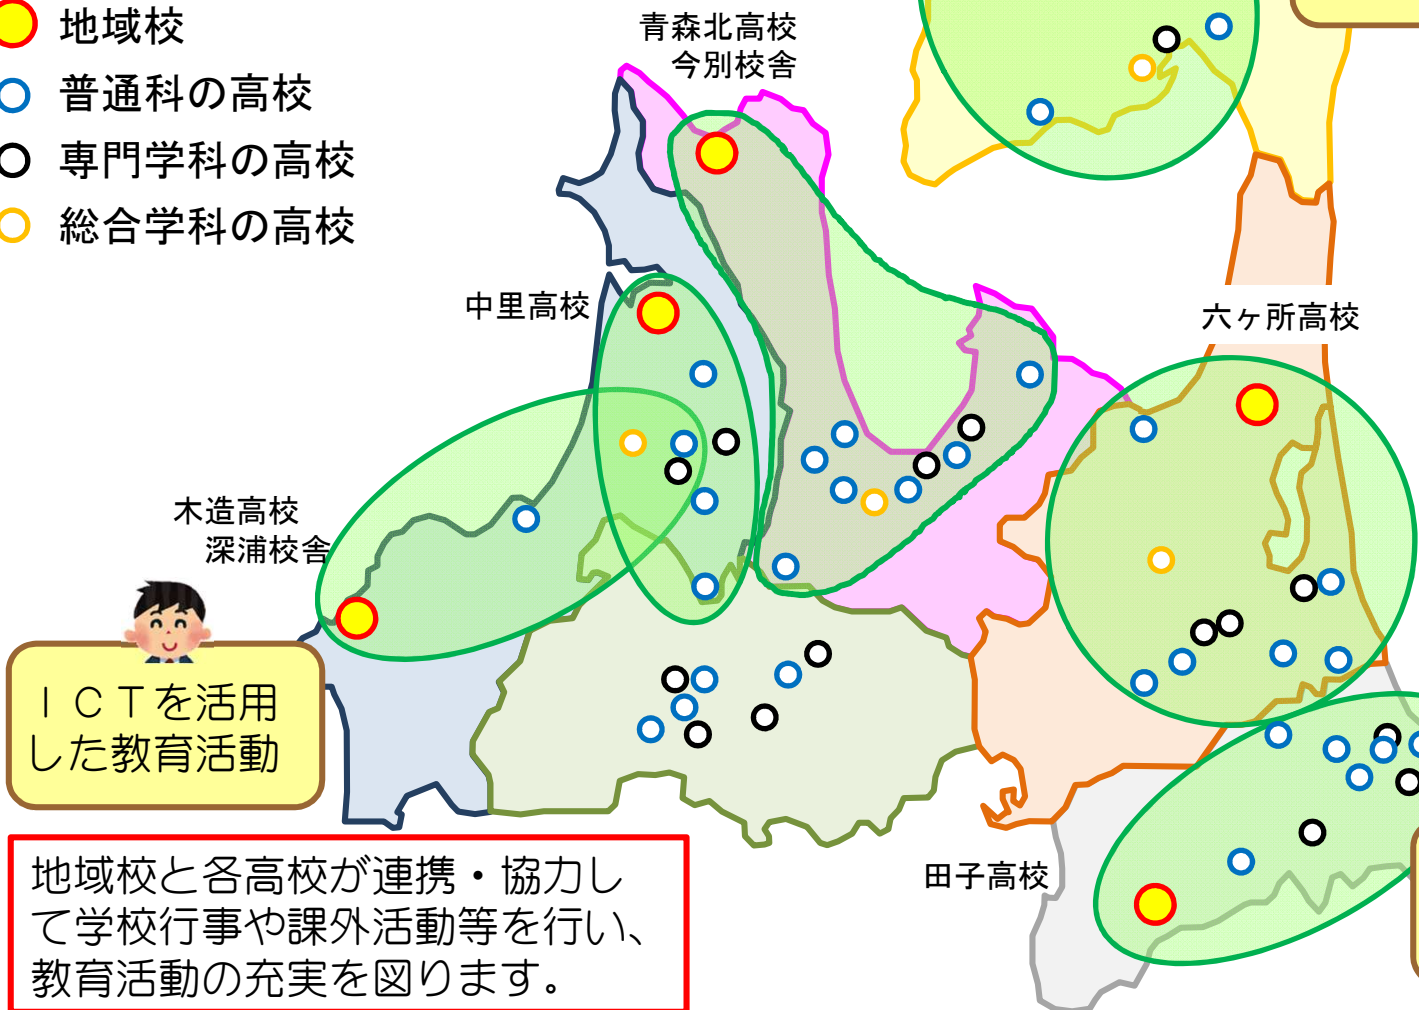 地域校
普通科の高校
専門学科の高校
総合学科の高校
青森北高校
今別校舎
中里高校
六ヶ所高校
木造高校
深浦校舎
ＩＣＴを活用
した教育活動
田子高校
地域校と各高校が連携・協力し
て学校行事や課外活動等を行い、
教育活動の充実を図ります。